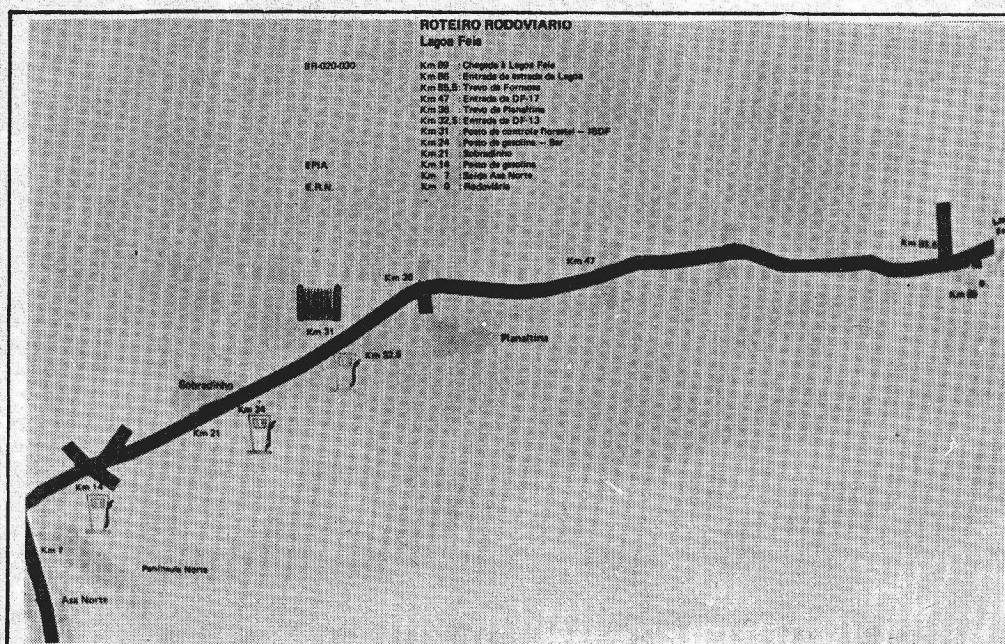 ROTEIRO RODOVIARIO
Lagoa Feia
BR-020-030
Km 89 : Chegada à Lagoa Feia
Km 86 : Entrada da estrada da Lagoa
Km 85,5: Trevo de Formosa
Km 47 : Entrada da DF-17
Km 36 : Trevo de Planaltina
Km 32,5: Entrada da DF-13
Km 31 : Posto de controle florestal — IBDF
Km 24 : Posto de gasolina — Bar
Km 21 : Sobradinho
EPIA Km 14 : Posto de gasolina
Km 7 : Saída Asa Norte
E.R.N. Km 0 : Rodoviária
Km 85,5
Km 47
Km 36
Km 31
Planaltina
Km 32,5
Sobradinho
Km 24
Km 21
Km 14
Km 7
Península Norte
Asa Norte